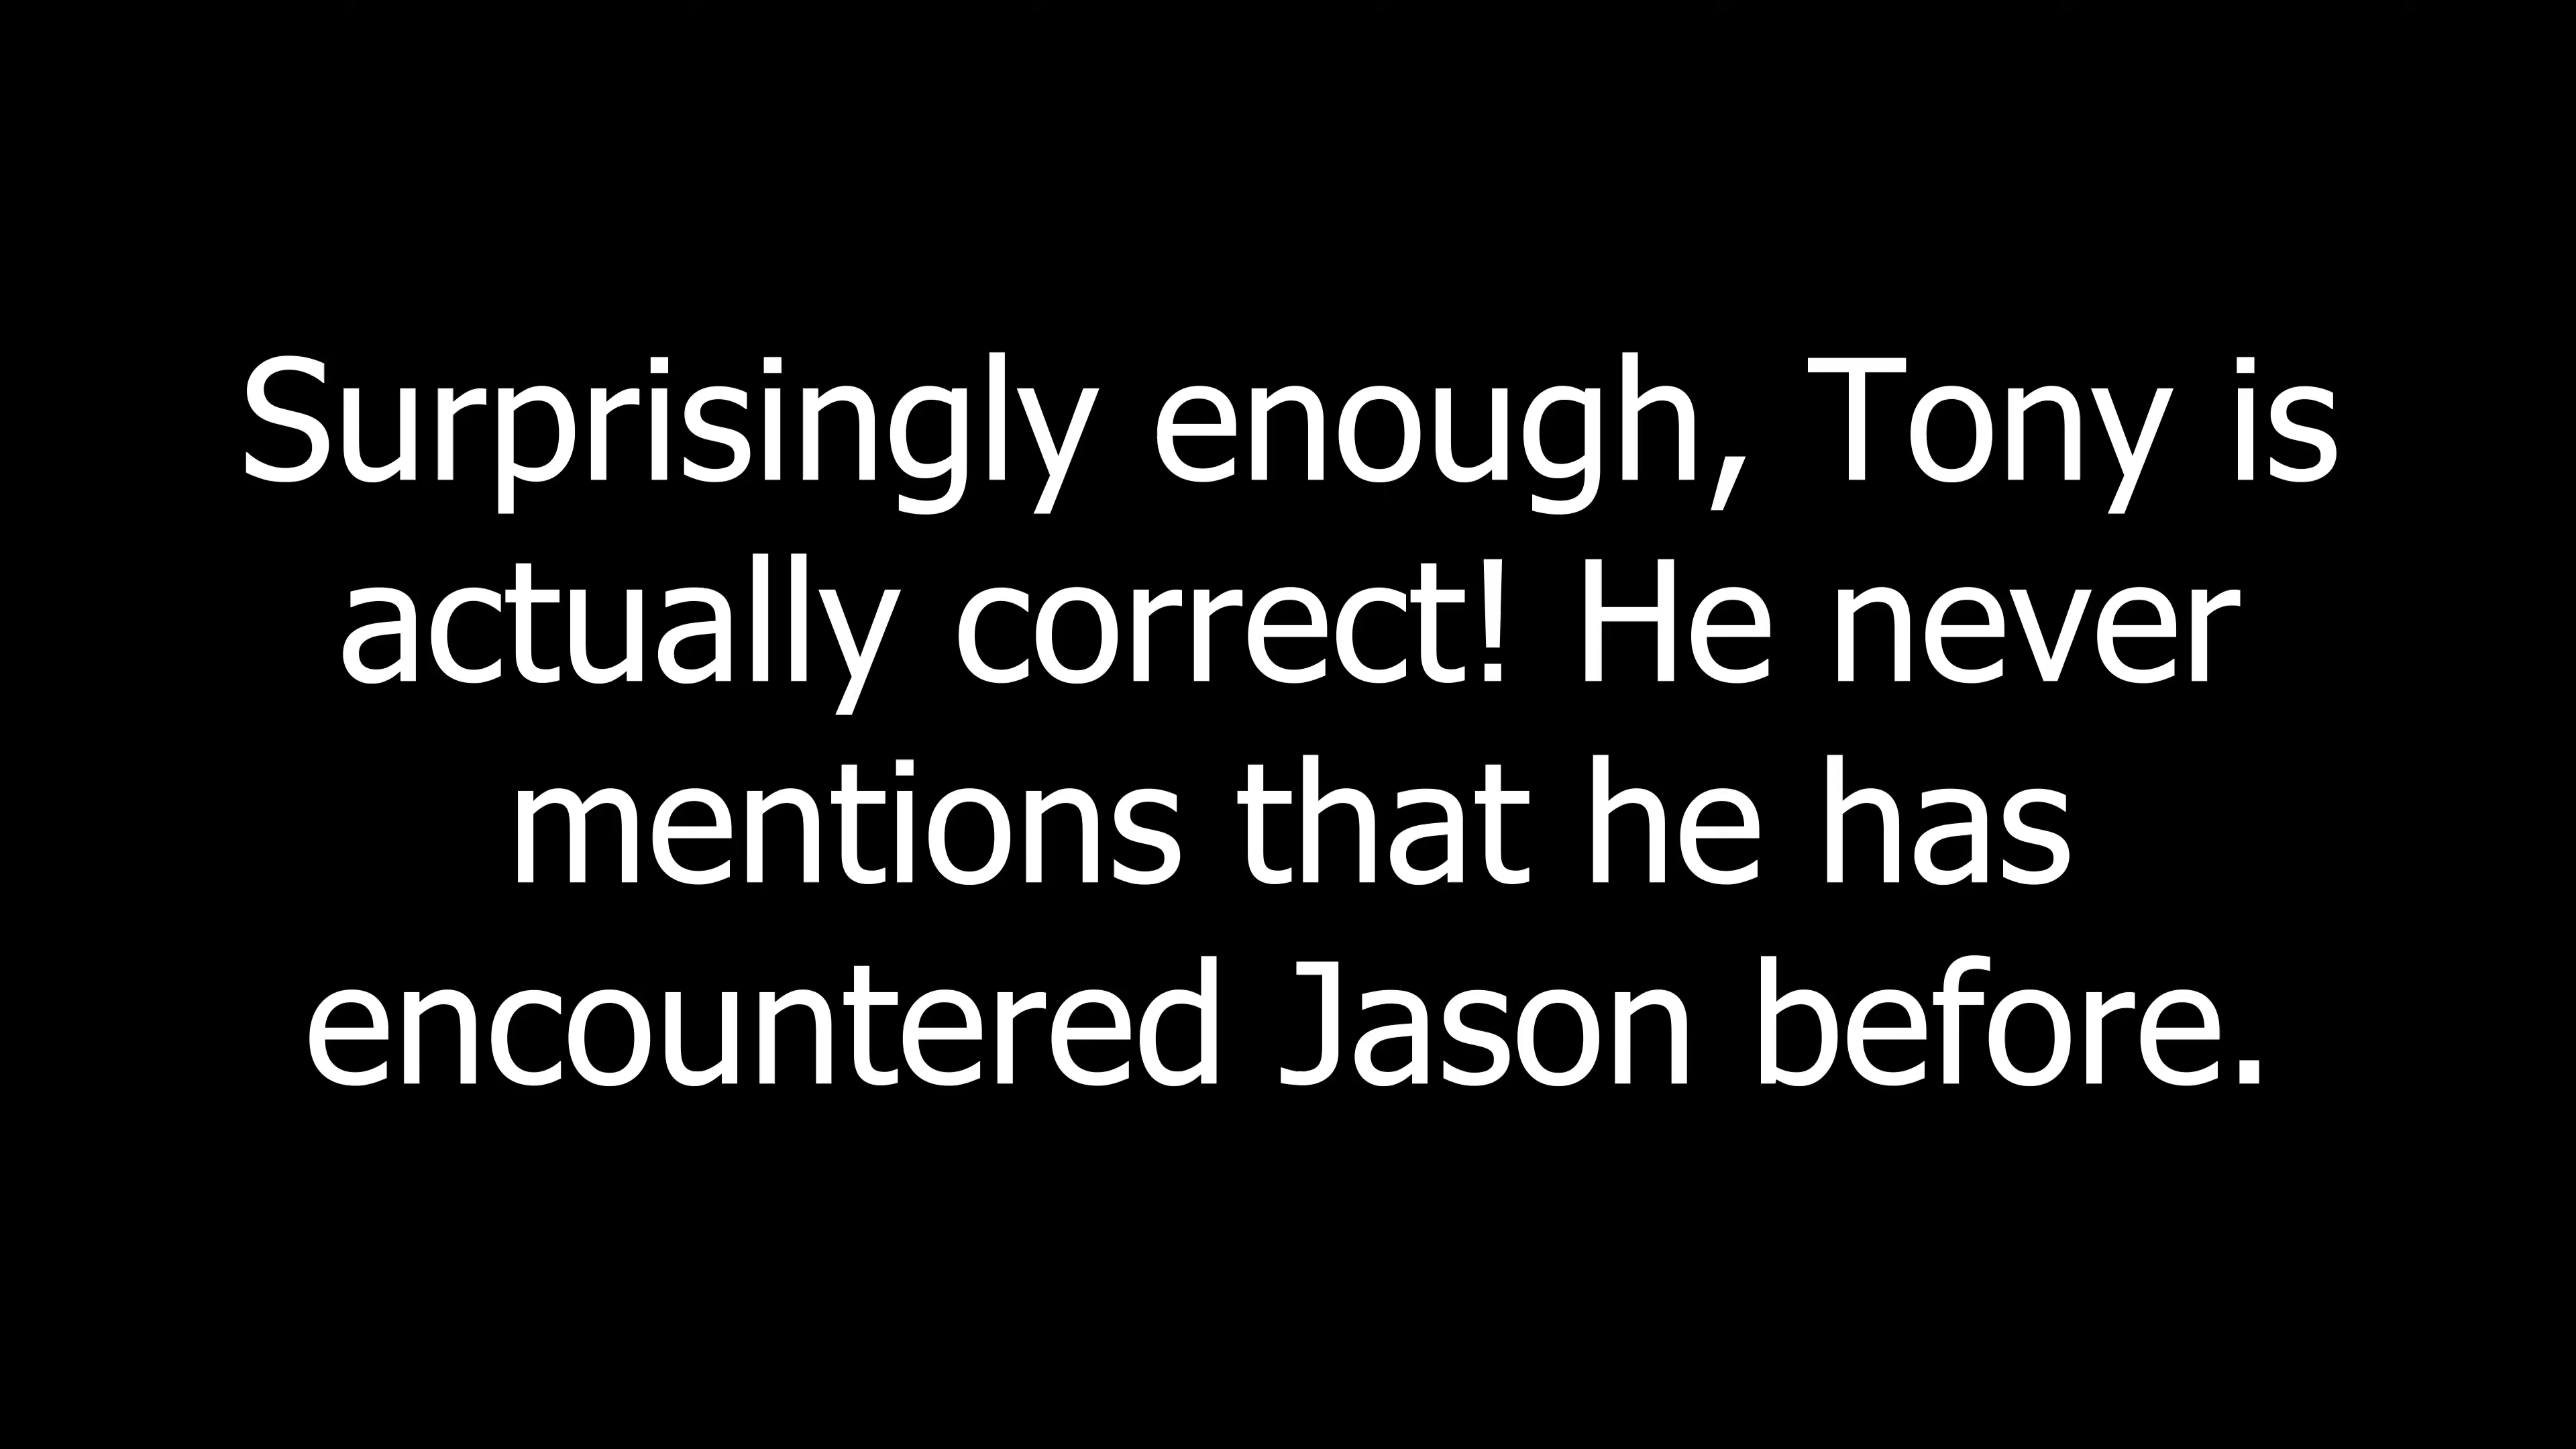 Surprisingly enough, Tony is
actually correct! He never
mentions that he has
encountered Jason before.